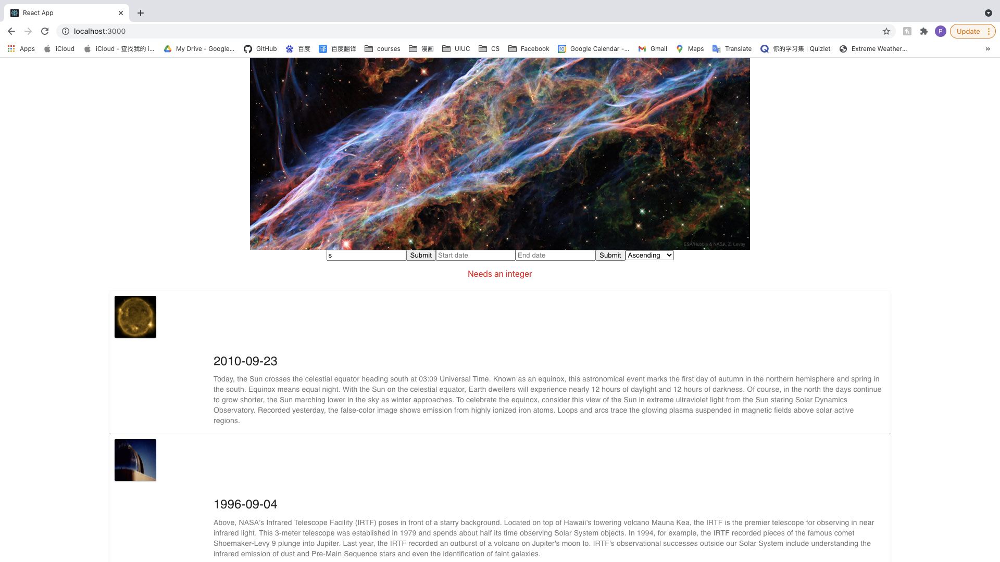 React App
localhost:3000
P
Update
Apps
iCloud
iCloud - 查找我的 i...
My Drive - Google...
GitHub
百度
译 百度翻译
courses
漫画
UIUC
CS
Facebook
10 Google Calendar -...
Gmail
Maps
Translate
你的学习集 | Quizlet
Extreme Weather...
»
ESA/Hubble & NASA, Z. Levay
s Submit Start date End date Submit Ascending
Needs an integer
2010-09-23
Today, the Sun crosses the celestial equator heading south at 03:09 Universal Time. Known as an equinox, this astronomical event marks the first day of autumn in the northern hemisphere and spring in
the south. Equinox means equal night. With the Sun on the celestial equator, Earth dwellers will experience nearly 12 hours of daylight and 12 hours of darkness. Of course, in the north the days continue
to grow shorter, the Sun marching lower in the sky as winter approaches. To celebrate the equinox, consider this view of the Sun in extreme ultraviolet light from the Sun staring Solar Dynamics
Observatory. Recorded yesterday, the false-color image shows emission from highly ionized iron atoms. Loops and arcs trace the glowing plasma suspended in magnetic fields above solar active
regions.
1996-09-04
Above, NASA's Infrared Telescope Facility (IRTF) poses in front of a starry background. Located on top of Hawaii's towering volcano Mauna Kea, the IRTF is the premier telescope for observing in near
infrared light. This 3-meter telescope was established in 1979 and spends about half its time observing Solar System objects. In 1994, for example, the IRTF recorded pieces of the famous comet
Shoemaker-Levy 9 plunge into Jupiter. Last year, the IRTF recorded an outburst of a volcano on Jupiter's moon Io. IRTF's observational successes outside our Solar System include understanding the
infrared emission of dust and Pre-Main Sequence stars and even the identification of faint galaxies.